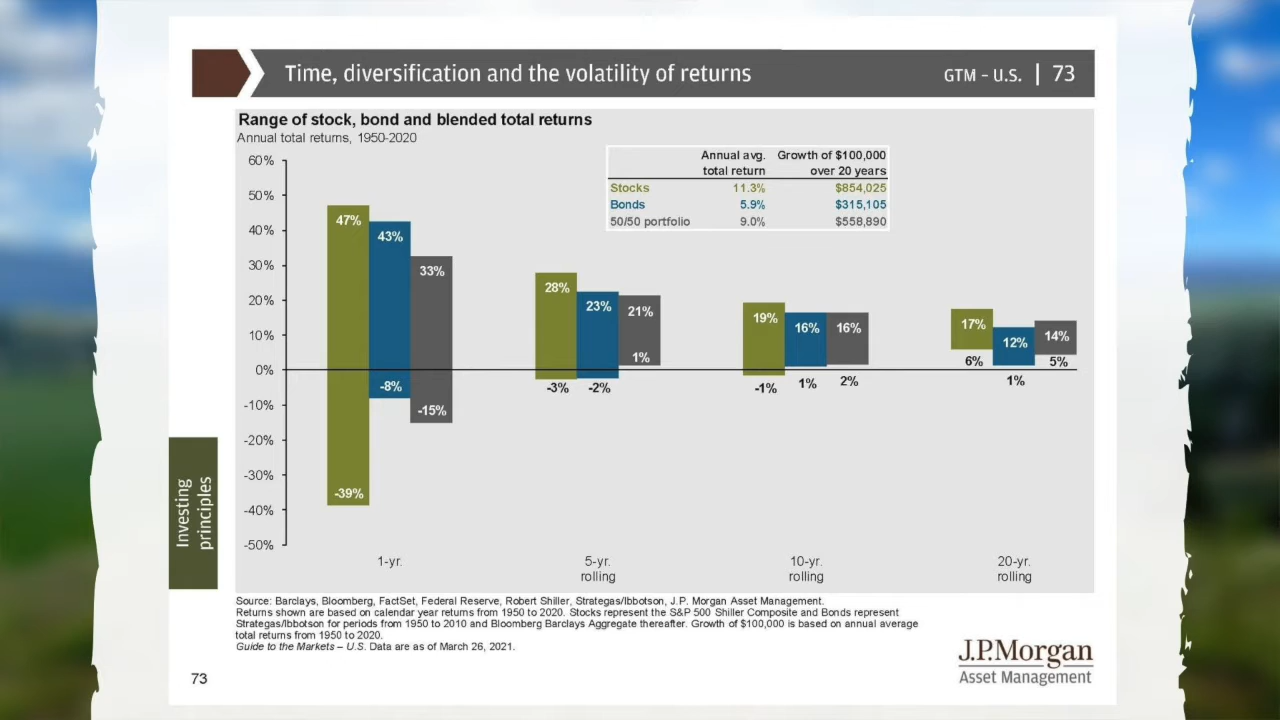 Time, diversification and the volatility of returns
GTM – U.S. | 73
Range of stock, bond and blended total returns
Annual total returns, 1950-2020
Annual avg. Growth of $100,000
total return over 20 years
Stocks 11.3% $854,025
Bonds 5.9% $315,105
50/50 portfolio 9.0% $558,890
60%
50%
40%
30%
20%
10%
0%
-10%
-20%
-30%
-40%
-50%
47%
43%
33%
-8%
-15%
-39%
28%
23%
21%
1%
-3% -2%
19%
16% 16%
-1% 1% 2%
17%
12%
14%
6%
5%
1%
1-yr.
5-yr.
rolling
10-yr.
rolling
20-yr.
rolling
Investing
principles
Source: Barclays, Bloomberg, FactSet, Federal Reserve, Robert Shiller, Strategas/Ibbotson, J.P. Morgan Asset Management.
Returns shown are based on calendar year returns from 1950 to 2020. Stocks represent the S&P 500 Shiller Composite and Bonds represent
Strategas/Ibbotson for periods from 1950 to 2010 and Bloomberg Barclays Aggregate thereafter. Growth of $100,000 is based on annual average
total returns from 1950 to 2020.
Guide to the Markets – U.S. Data are as of March 26, 2021.
73
J.P.Morgan
Asset Management